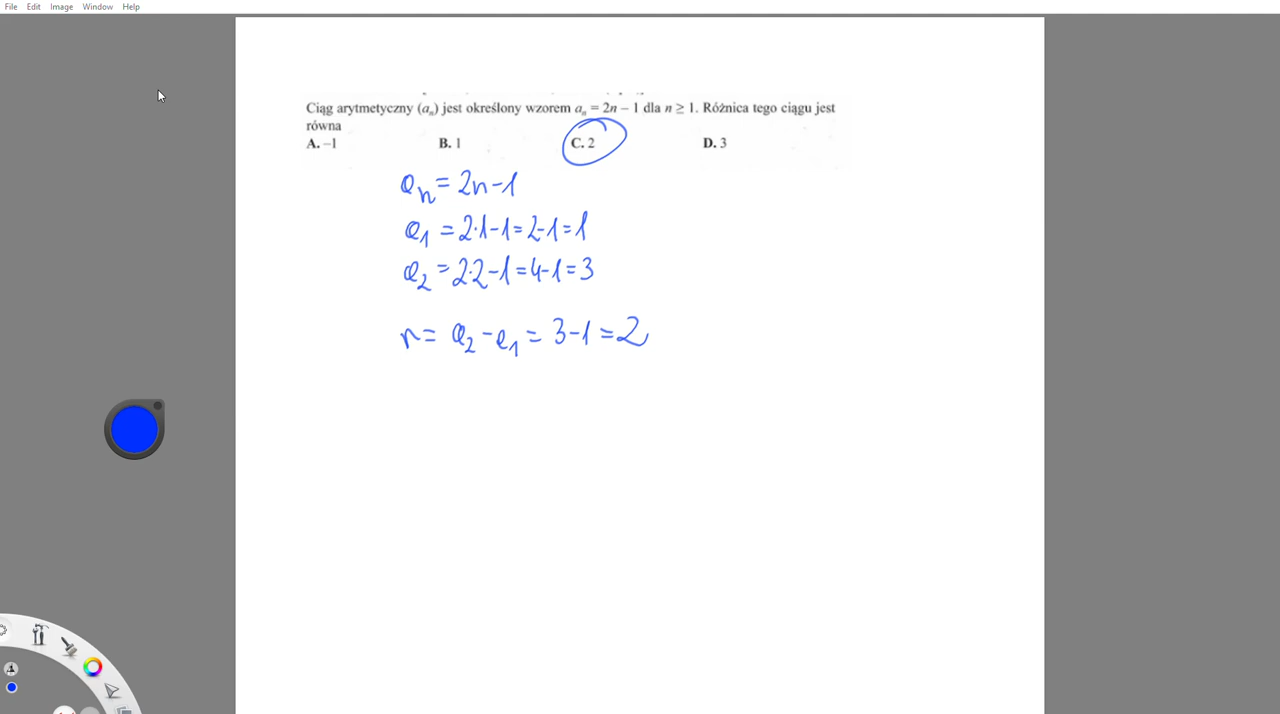 File Edit Image Window Help
Ciąg arytmetyczny (aₙ) jest określony wzorem aₙ = 2n − 1 dla n ≥ 1. Różnica tego ciągu jest
równa
A. −1 B. 1 C. 2 D. 3
aₙ = 2n-1
a₁ = 2·1-1=2-1=1
a₂ = 2·2-1=4-1=3
r= a₂-a₁ = 3-1=2